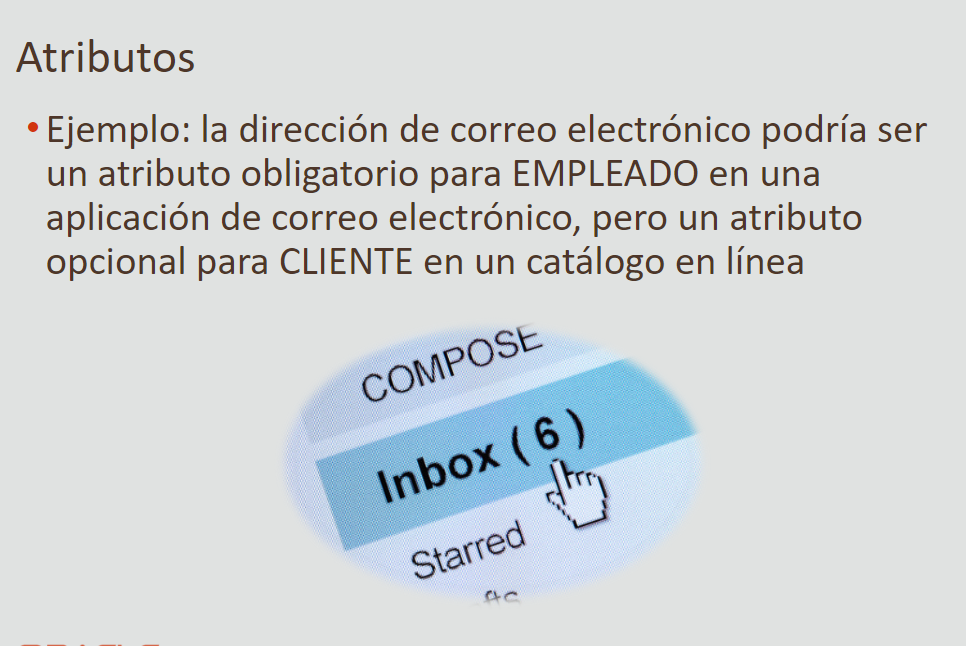 Atributos
• Ejemplo: la dirección de correo electrónico podría ser
un atributo obligatorio para EMPLEADO en una
aplicación de correo electrónico, pero un atributo
opcional para CLIENTE en un catálogo en línea
COMPOSE
Inbox ( 6 )
Starred